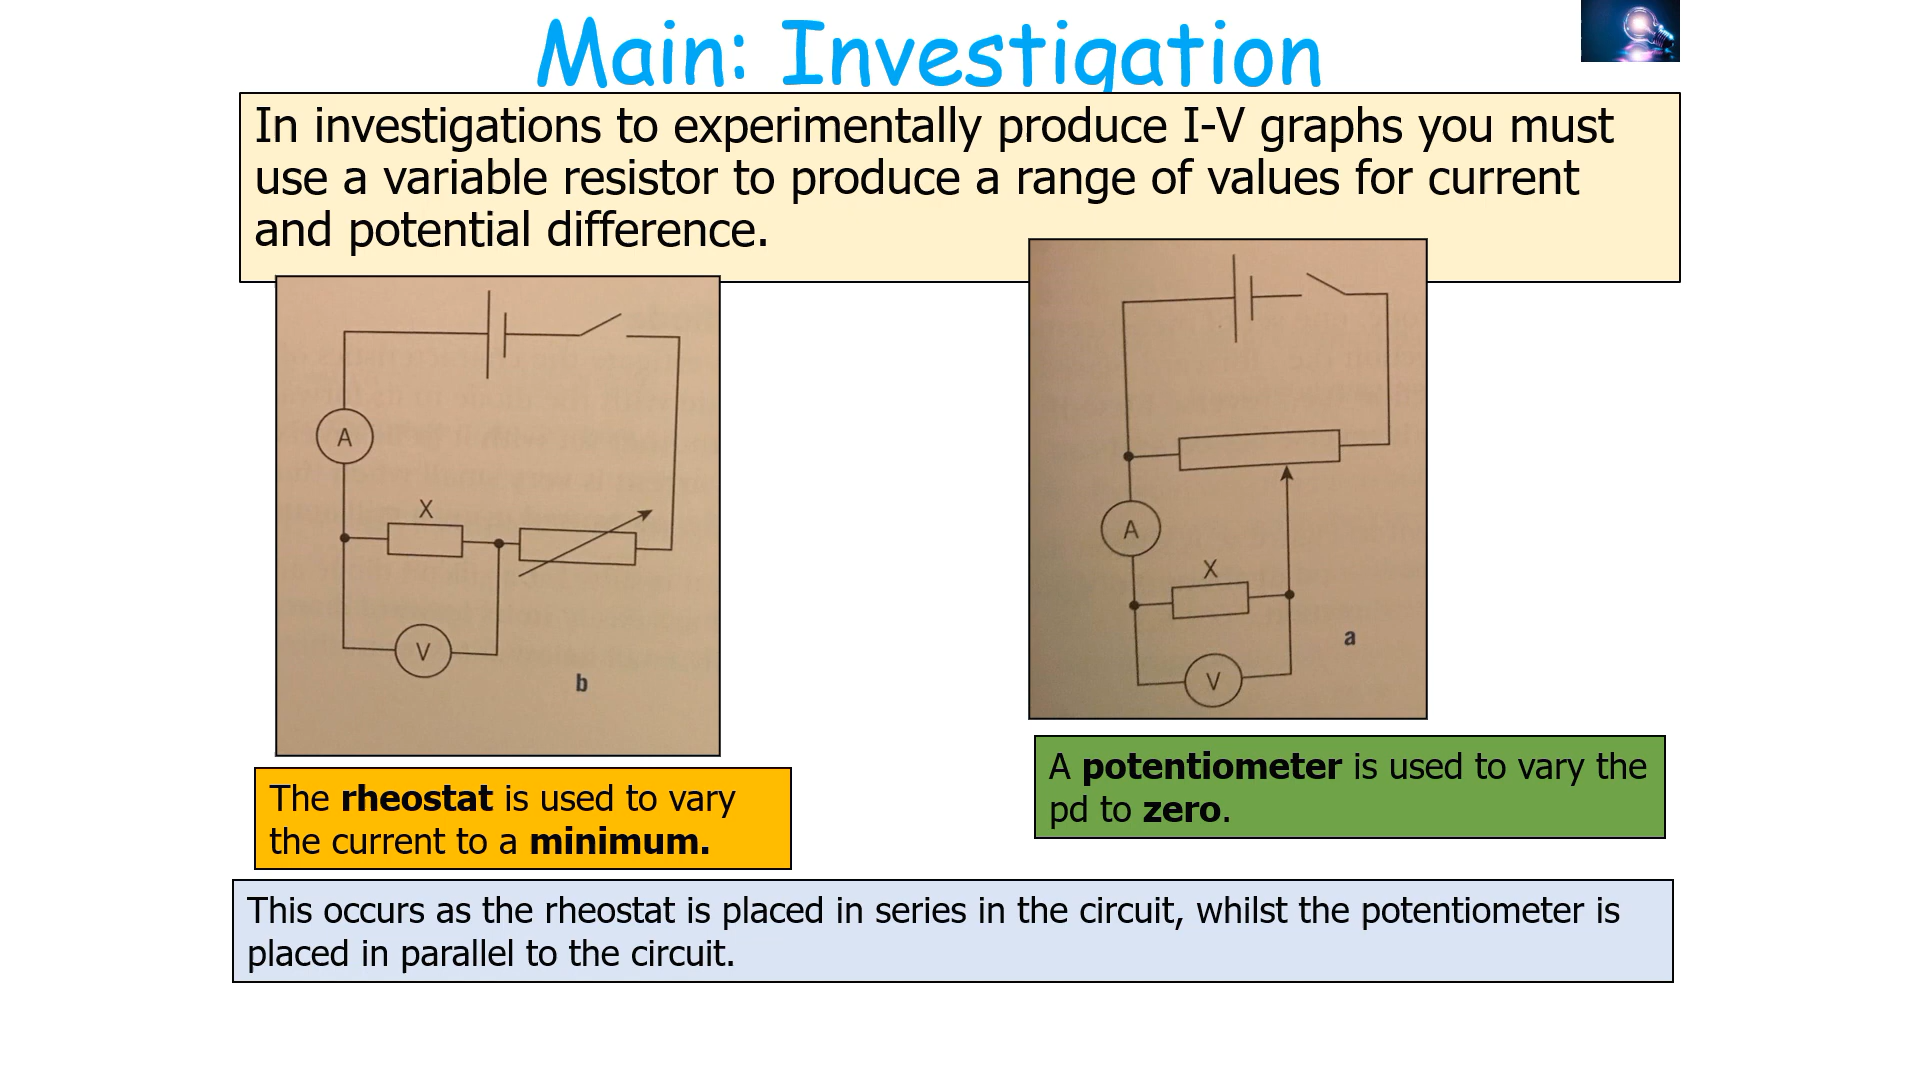 Main: Investigation
In investigations to experimentally produce I-V graphs you must
use a variable resistor to produce a range of values for current
and potential difference.
A
X
V
b
A
X
a
V
The rheostat is used to vary
the current to a minimum.
A potentiometer is used to vary the
pd to zero.
This occurs as the rheostat is placed in series in the circuit, whilst the potentiometer is
placed in parallel to the circuit.